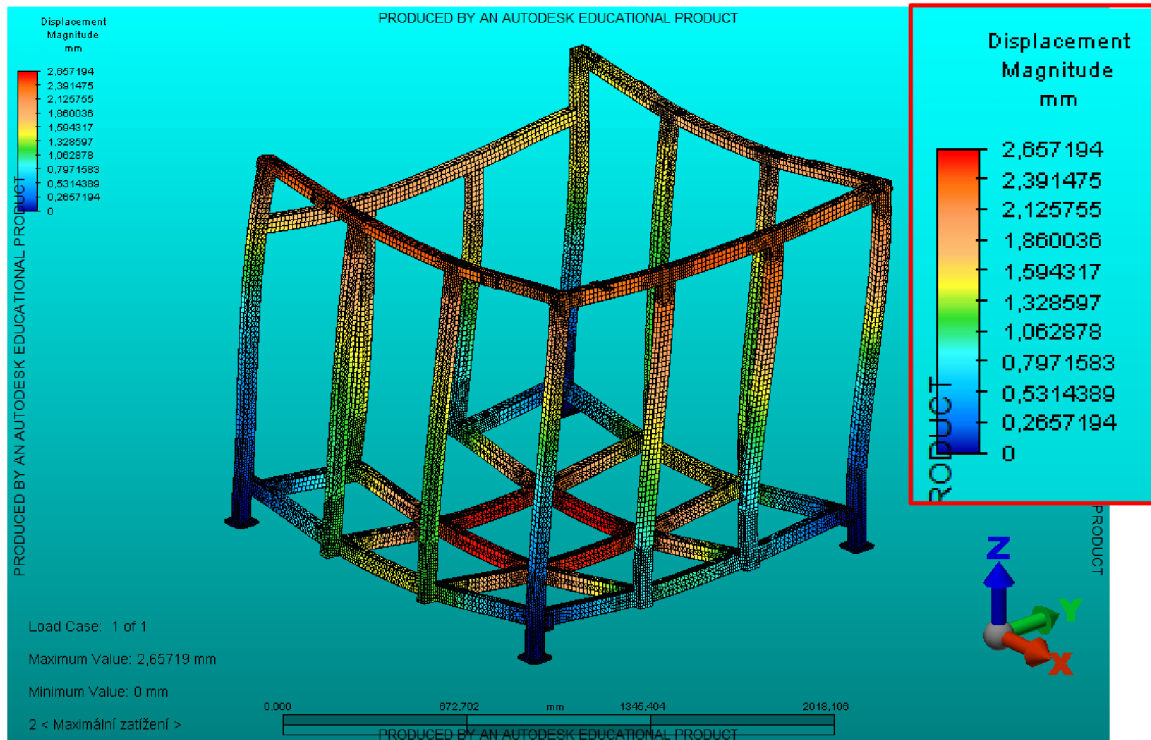 PRODUCED BY AN AUTODESK EDUCATIONAL PRODUCT
Displacement
Magnitude
mm
2,657194
2,391475
2,125755
1,860036
1,594317
1,328597
1,062878
0,7971583
0,5314389
0,2657194
0
Displacement
Magnitude
mm
2,657194
2,391475
2,125755
1,860036
1,594317
1,328597
1,062878
0,7971583
0,5314389
0,2657194
0
RODUCT
PRODUCED BY AN AUTODESK EDUCATIONAL PRODUCT
PRODUCT
Z
Y
X
Load Case: 1 of 1
Maximum Value: 2,65719 mm
Minimum Value: 0 mm
2 < Maximální zatížení >
0,000 672,702 mm 1345,404 2018,106
PRODUCED BY AN AUTODESK EDUCATIONAL PRODUCT